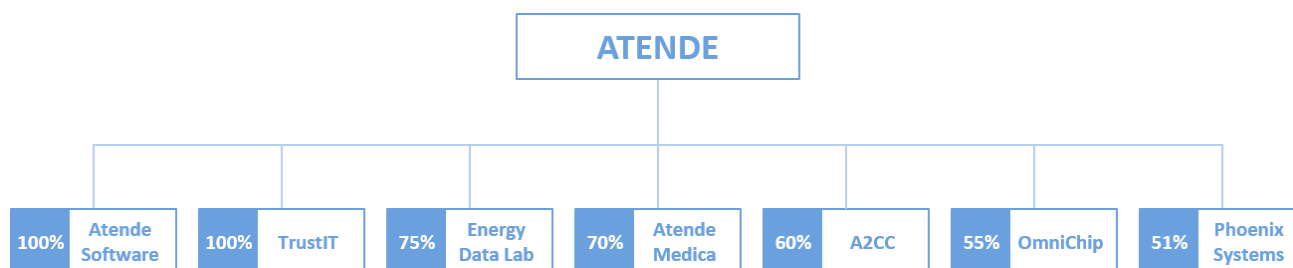 ATENDE
100%
Atende
Software
100%
TrustIT
75%
Energy
Data Lab
70%
Atende
Medica
60%
A2CC
55%
OmniChip
51%
Phoenix
Systems